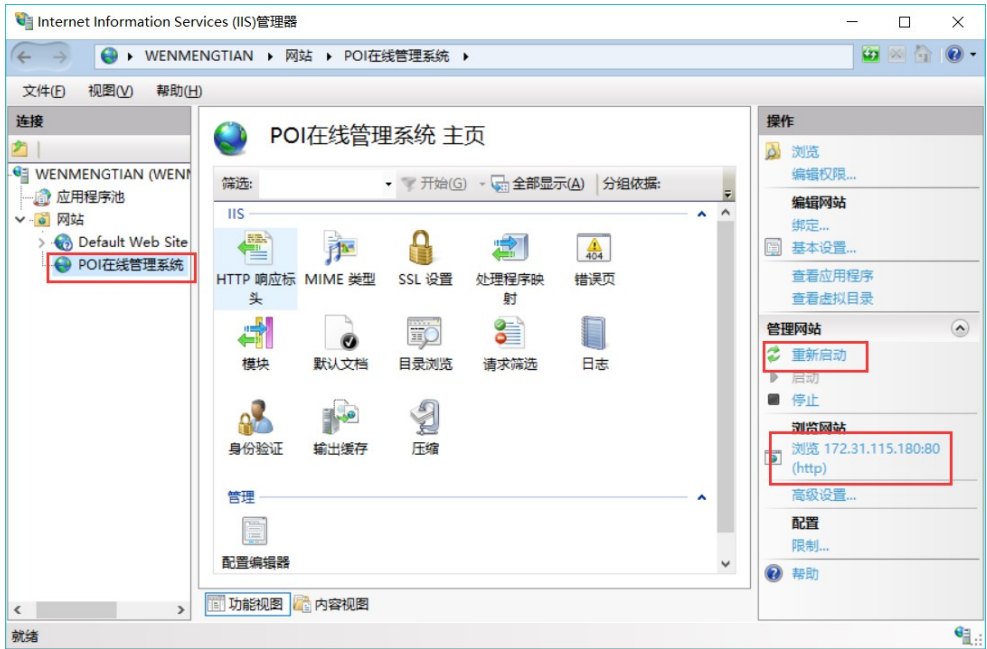 Internet Information Services (IIS)管理器
WENMENGTIAN
网站
POI在线管理系统
文件(F)
视图(V)
帮助(H)
连接
WENMENGTIAN (WENM
应用程序池
网站
Default Web Site
POI在线管理系统
POI在线管理系统 主页
筛选:
开始(G)
全部显示(A)
分组依据:
IIS
HTTP 响应标
头
MIME 类型
SSL 设置
处理程序映
射
错误页
404
模块
默认文档
目录浏览
请求筛选
日志
身份验证
输出缓存
压缩
管理
配置编辑器
功能视图
内容视图
操作
浏览
编辑权限...
编辑网站
绑定...
基本设置...
查看应用程序
查看虚拟目录
管理网站
重新启动
启动
停止
浏览网站
浏览 172.31.115.180:80
(http)
高级设置...
配置
限制...
帮助
就绪